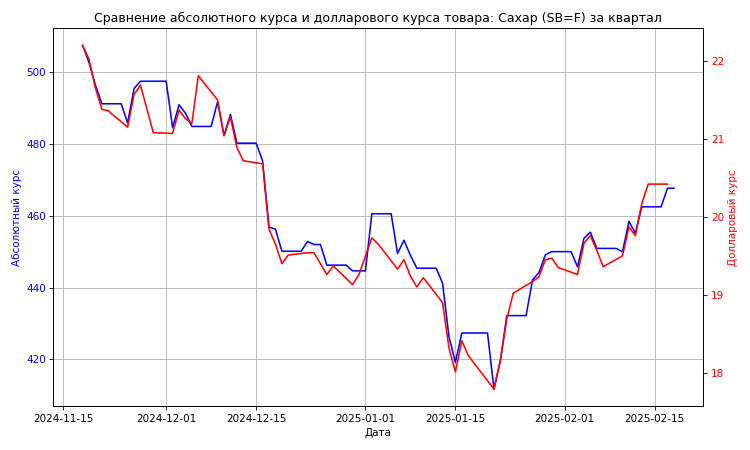 Сравнение абсолютного курса и долларового курса товара: Сахар (SB=F) за квартал
Абсолютный курс
500
480
460
440
420
22
21
20
19
18
Долларовый курс
2024-11-15 2024-12-01 2024-12-15 2025-01-01 2025-01-15 2025-02-01 2025-02-15
Дата